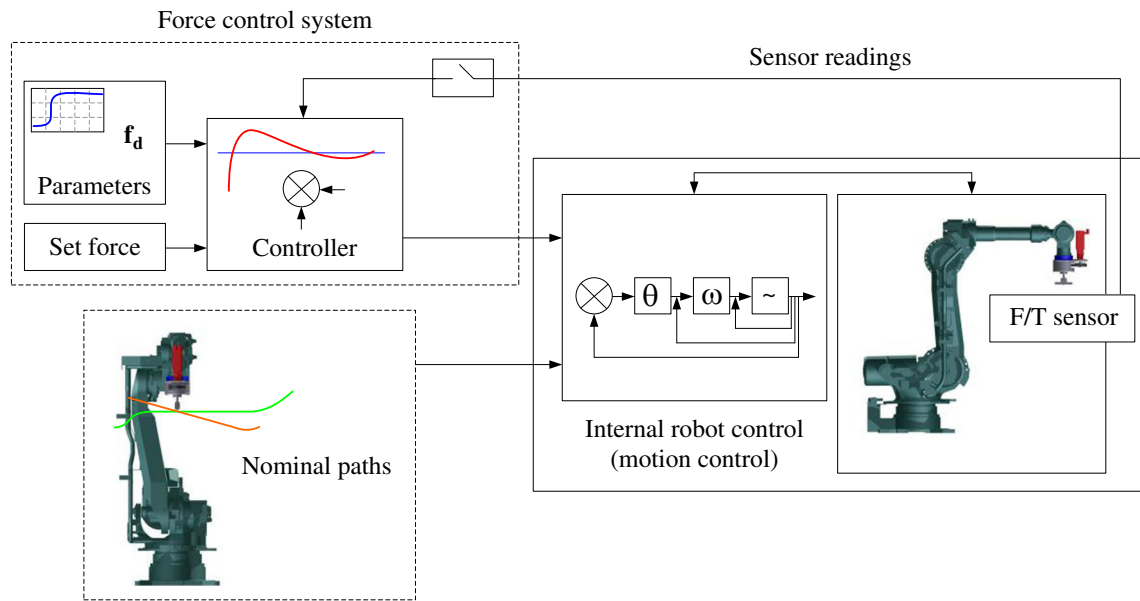 Force control system
Sensor readings
f_d
Parameters
Set force
Controller
θ
ω
~
F/T sensor
Internal robot control
(motion control)
Nominal paths